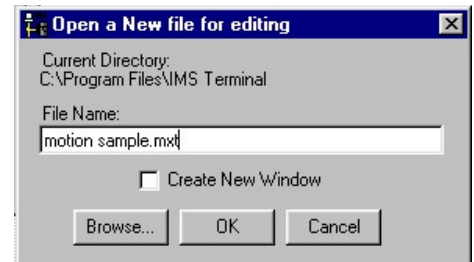 Open a New file for editing
Current Directory:
C:\Program Files\IMS Terminal
File Name:
motion sample.mxt
Create New Window
Browse... OK Cancel